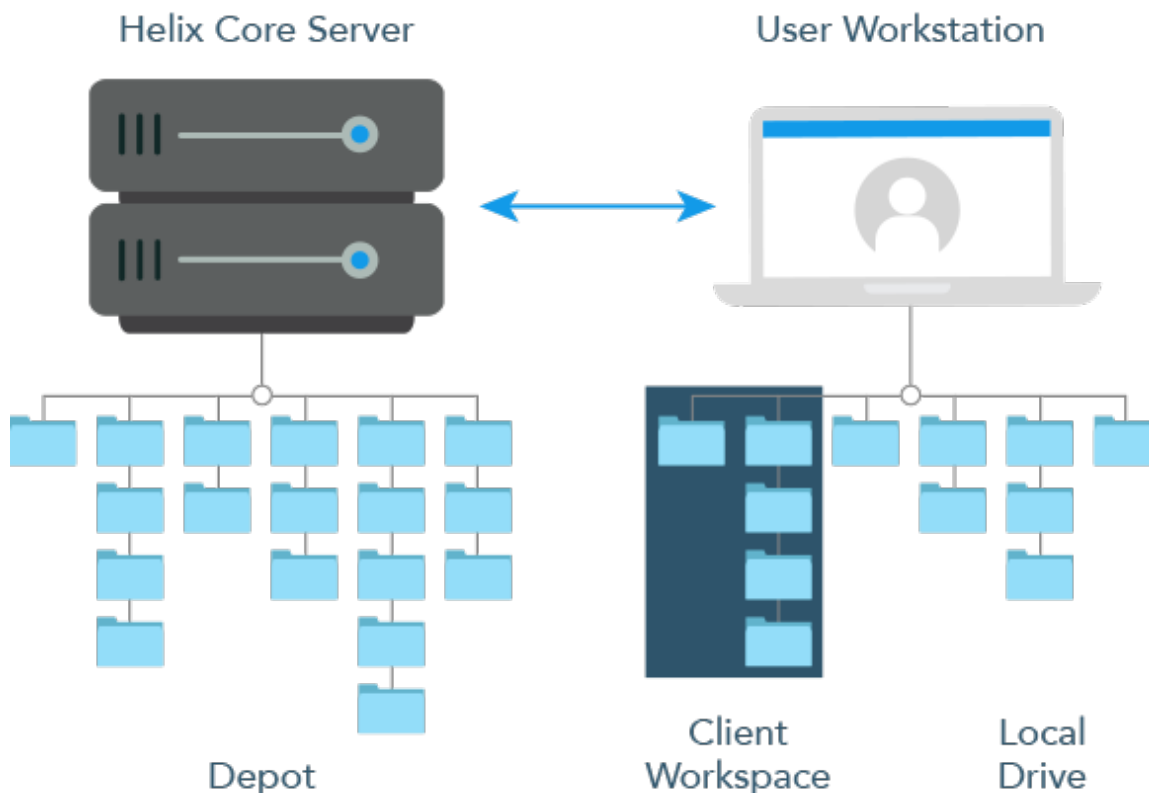 Helix Core Server
User Workstation
Depot
Client
Workspace
Local
Drive